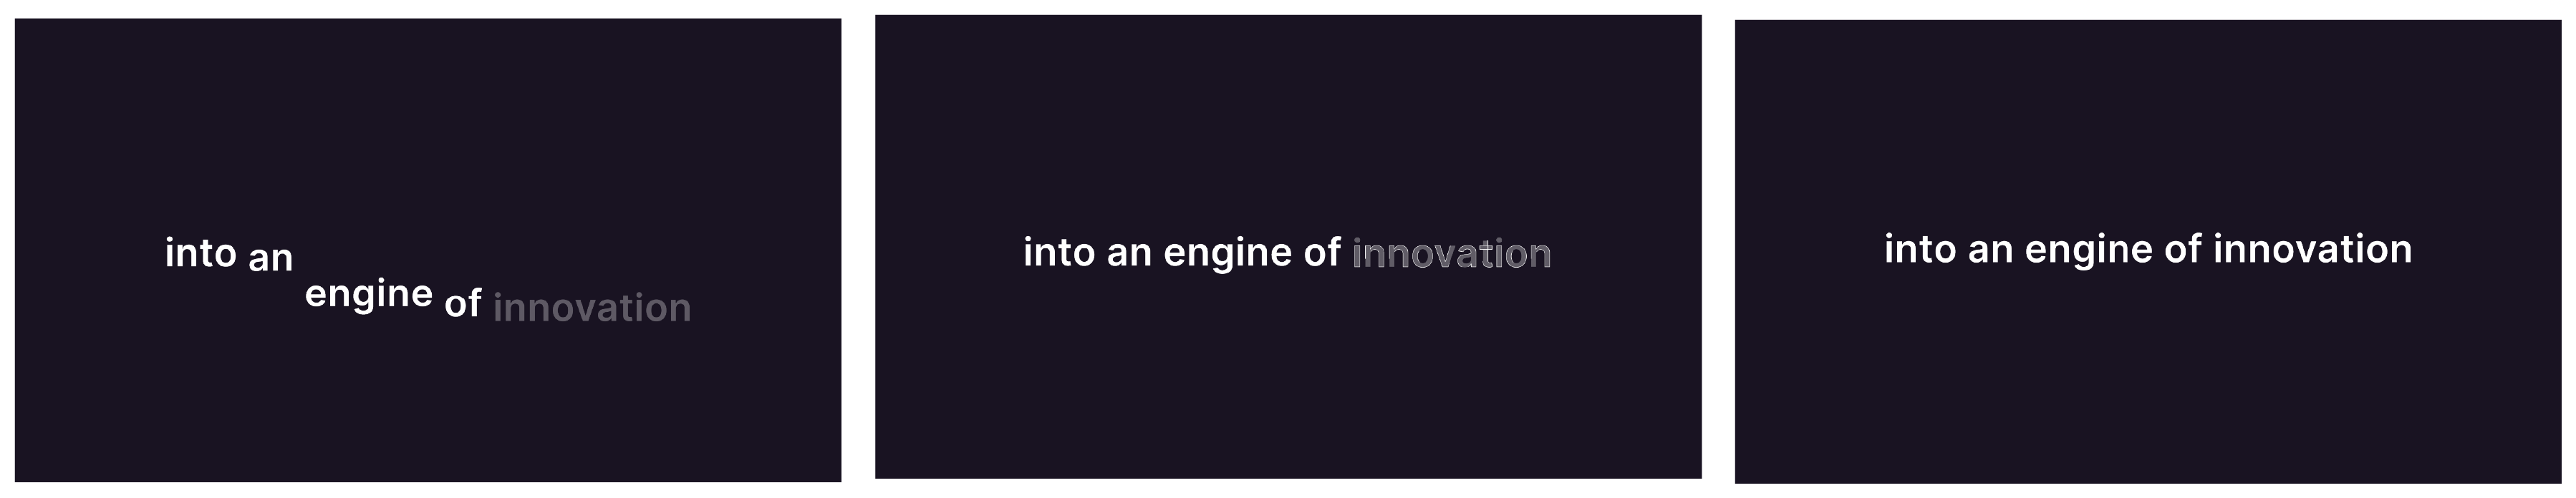 into an engine of innovation
into an engine of innovation
into an engine of innovation